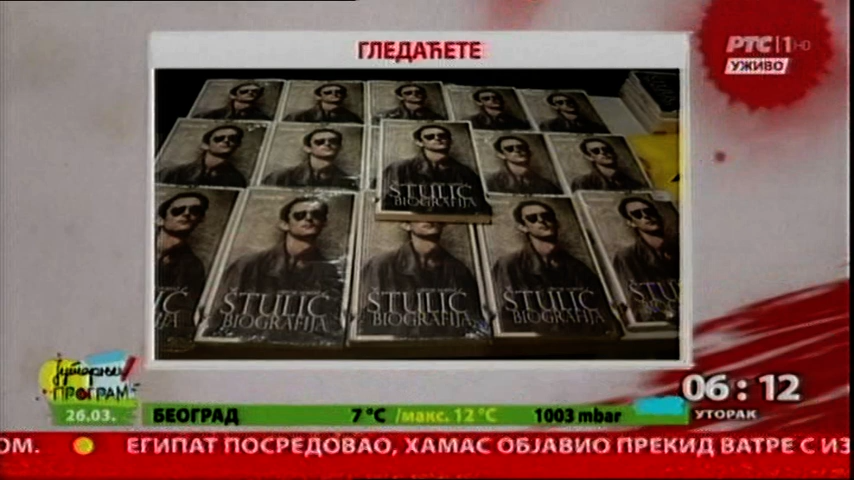 ГЛЕДАЋЕТЕ
РТС|1 HD
УЖИВО
ŠTULIĆ
BIOGRAFIJA
ŠTULIĆ
BIOGRAFIJA
ŠTULIĆ
BIOGRAFIJA
ŠTULIĆ
BIOGRAFIJA
Јутарњи
ПРОГРАМ
26.03.
БЕОГРАД 7 °C /макс. 12 °C 1003 mbar
06:12
УТОРАК
ОМ. ЕГИПАТ ПОСРЕДОВАО, ХАМАС ОБЈАВИО ПРЕКИД ВАТРЕ С ИЗ